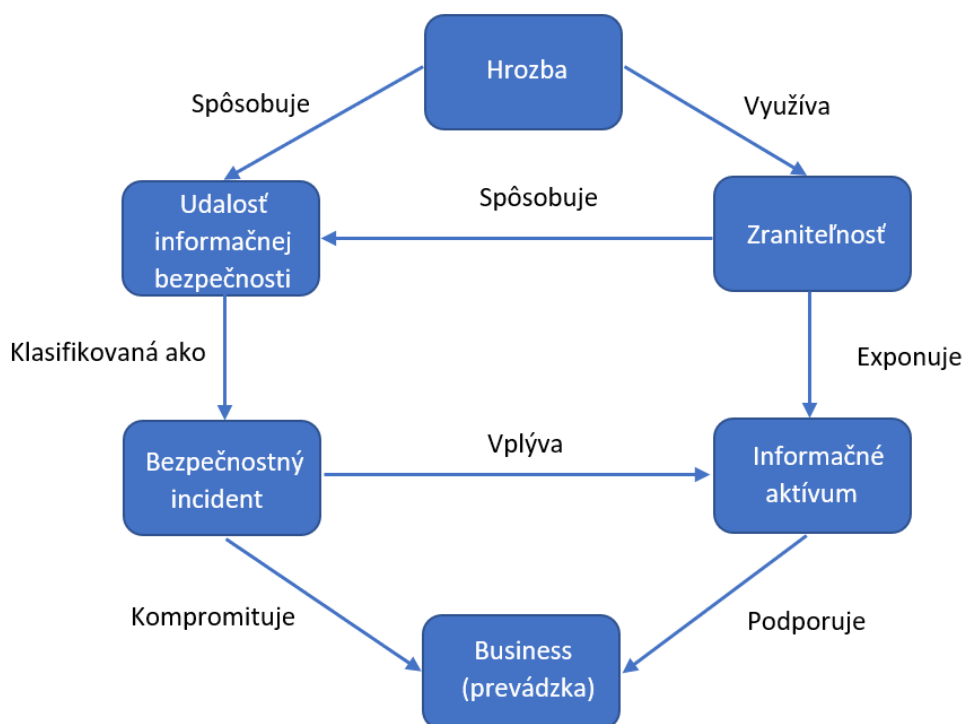 Hrozba
Spôsobuje
Využíva
Udalosť
informačnej
bezpečnosti
Spôsobuje
Zraniteľnosť
Klasifikovaná ako
Exponuje
Bezpečnostný
incident
Vplýva
Informačné
aktívum
Kompromituje
Podporuje
Business
(prevádzka)